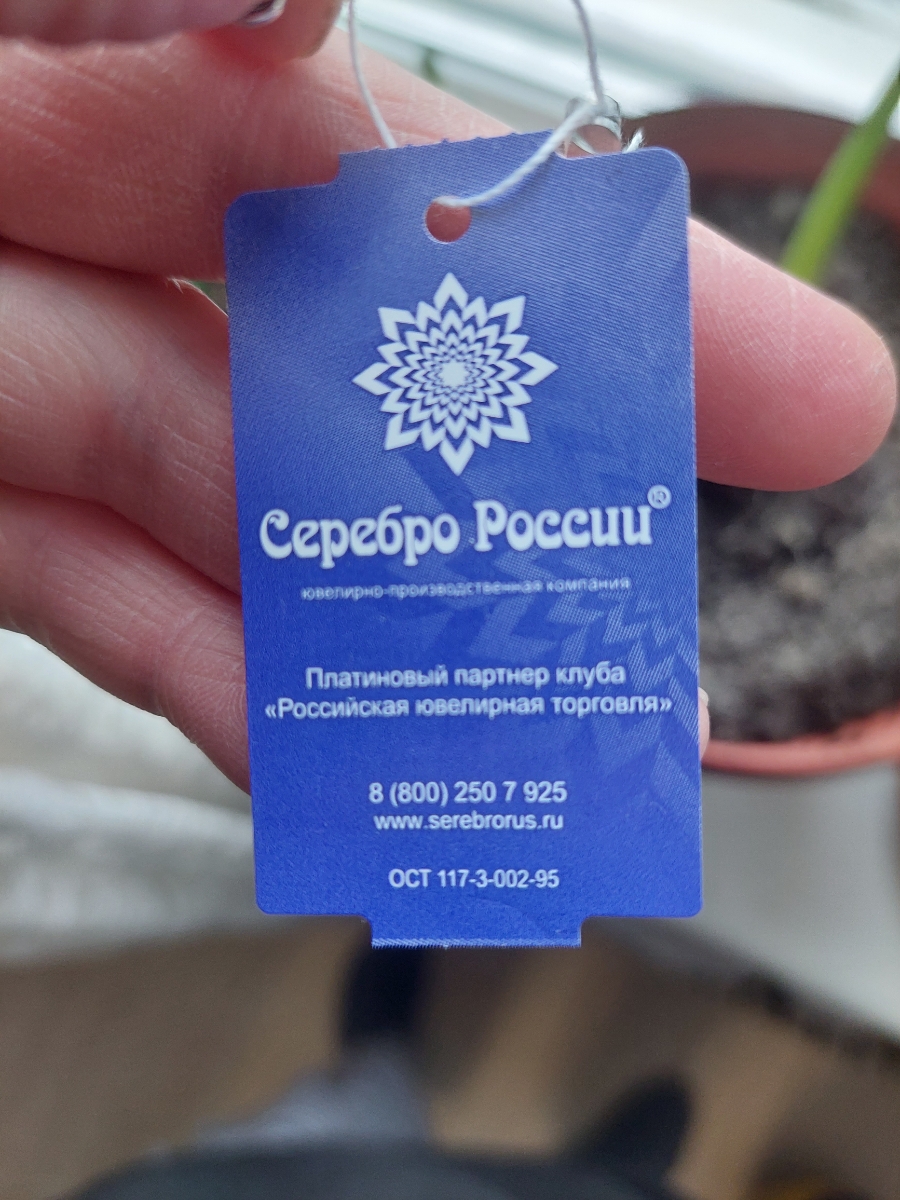 Серебро России®
ювелирно-производственная компания
Платиновый партнер клуба
«Российская ювелирная торговля»
8 (800) 250 7 925
www.serebrorus.ru
ОСТ 117-3-002-95